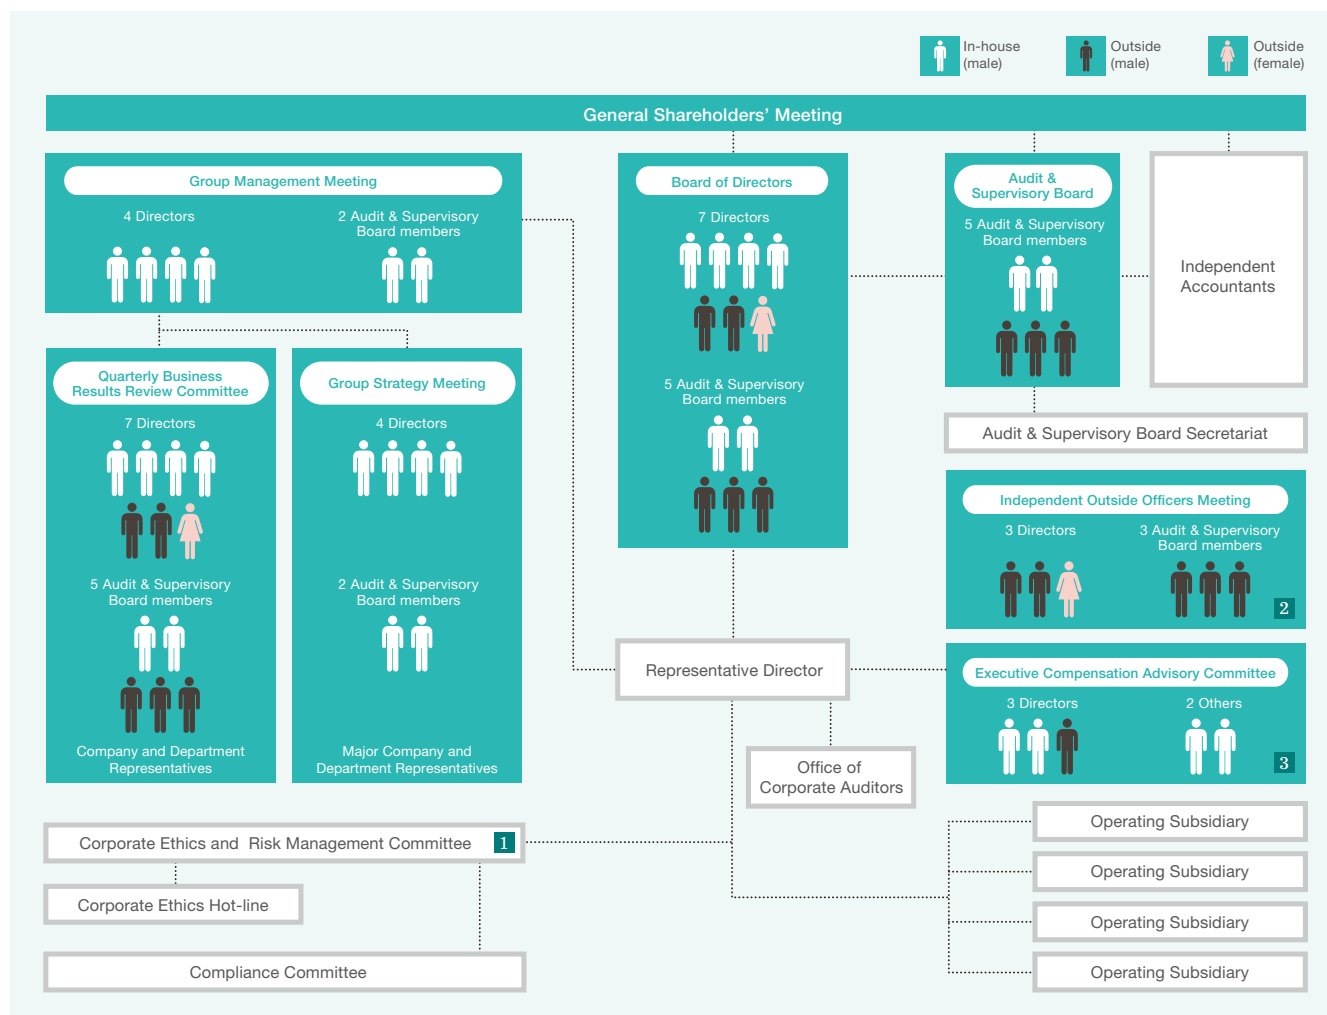 In-house
(male)
Outside
(male)
Outside
(female)
General Shareholders’ Meeting
Group Management Meeting
4 Directors
2 Audit & Supervisory
Board members
Board of Directors
7 Directors
5 Audit & Supervisory
Board members
Audit &
Supervisory Board
5 Audit & Supervisory
Board members
Independent
Accountants
Quarterly Business
Results Review Committee
7 Directors
5 Audit & Supervisory
Board members
Company and Department
Representatives
Group Strategy Meeting
4 Directors
2 Audit & Supervisory
Board members
Major Company and
Department Representatives
Audit & Supervisory Board Secretariat
Independent Outside Officers Meeting
3 Directors
3 Audit & Supervisory
Board members
2
Representative Director
Executive Compensation Advisory Committee
3 Directors
2 Others
3
Office of
Corporate Auditors
Corporate Ethics and Risk Management Committee
1
Corporate Ethics Hot-line
Compliance Committee
Operating Subsidiary
Operating Subsidiary
Operating Subsidiary
Operating Subsidiary